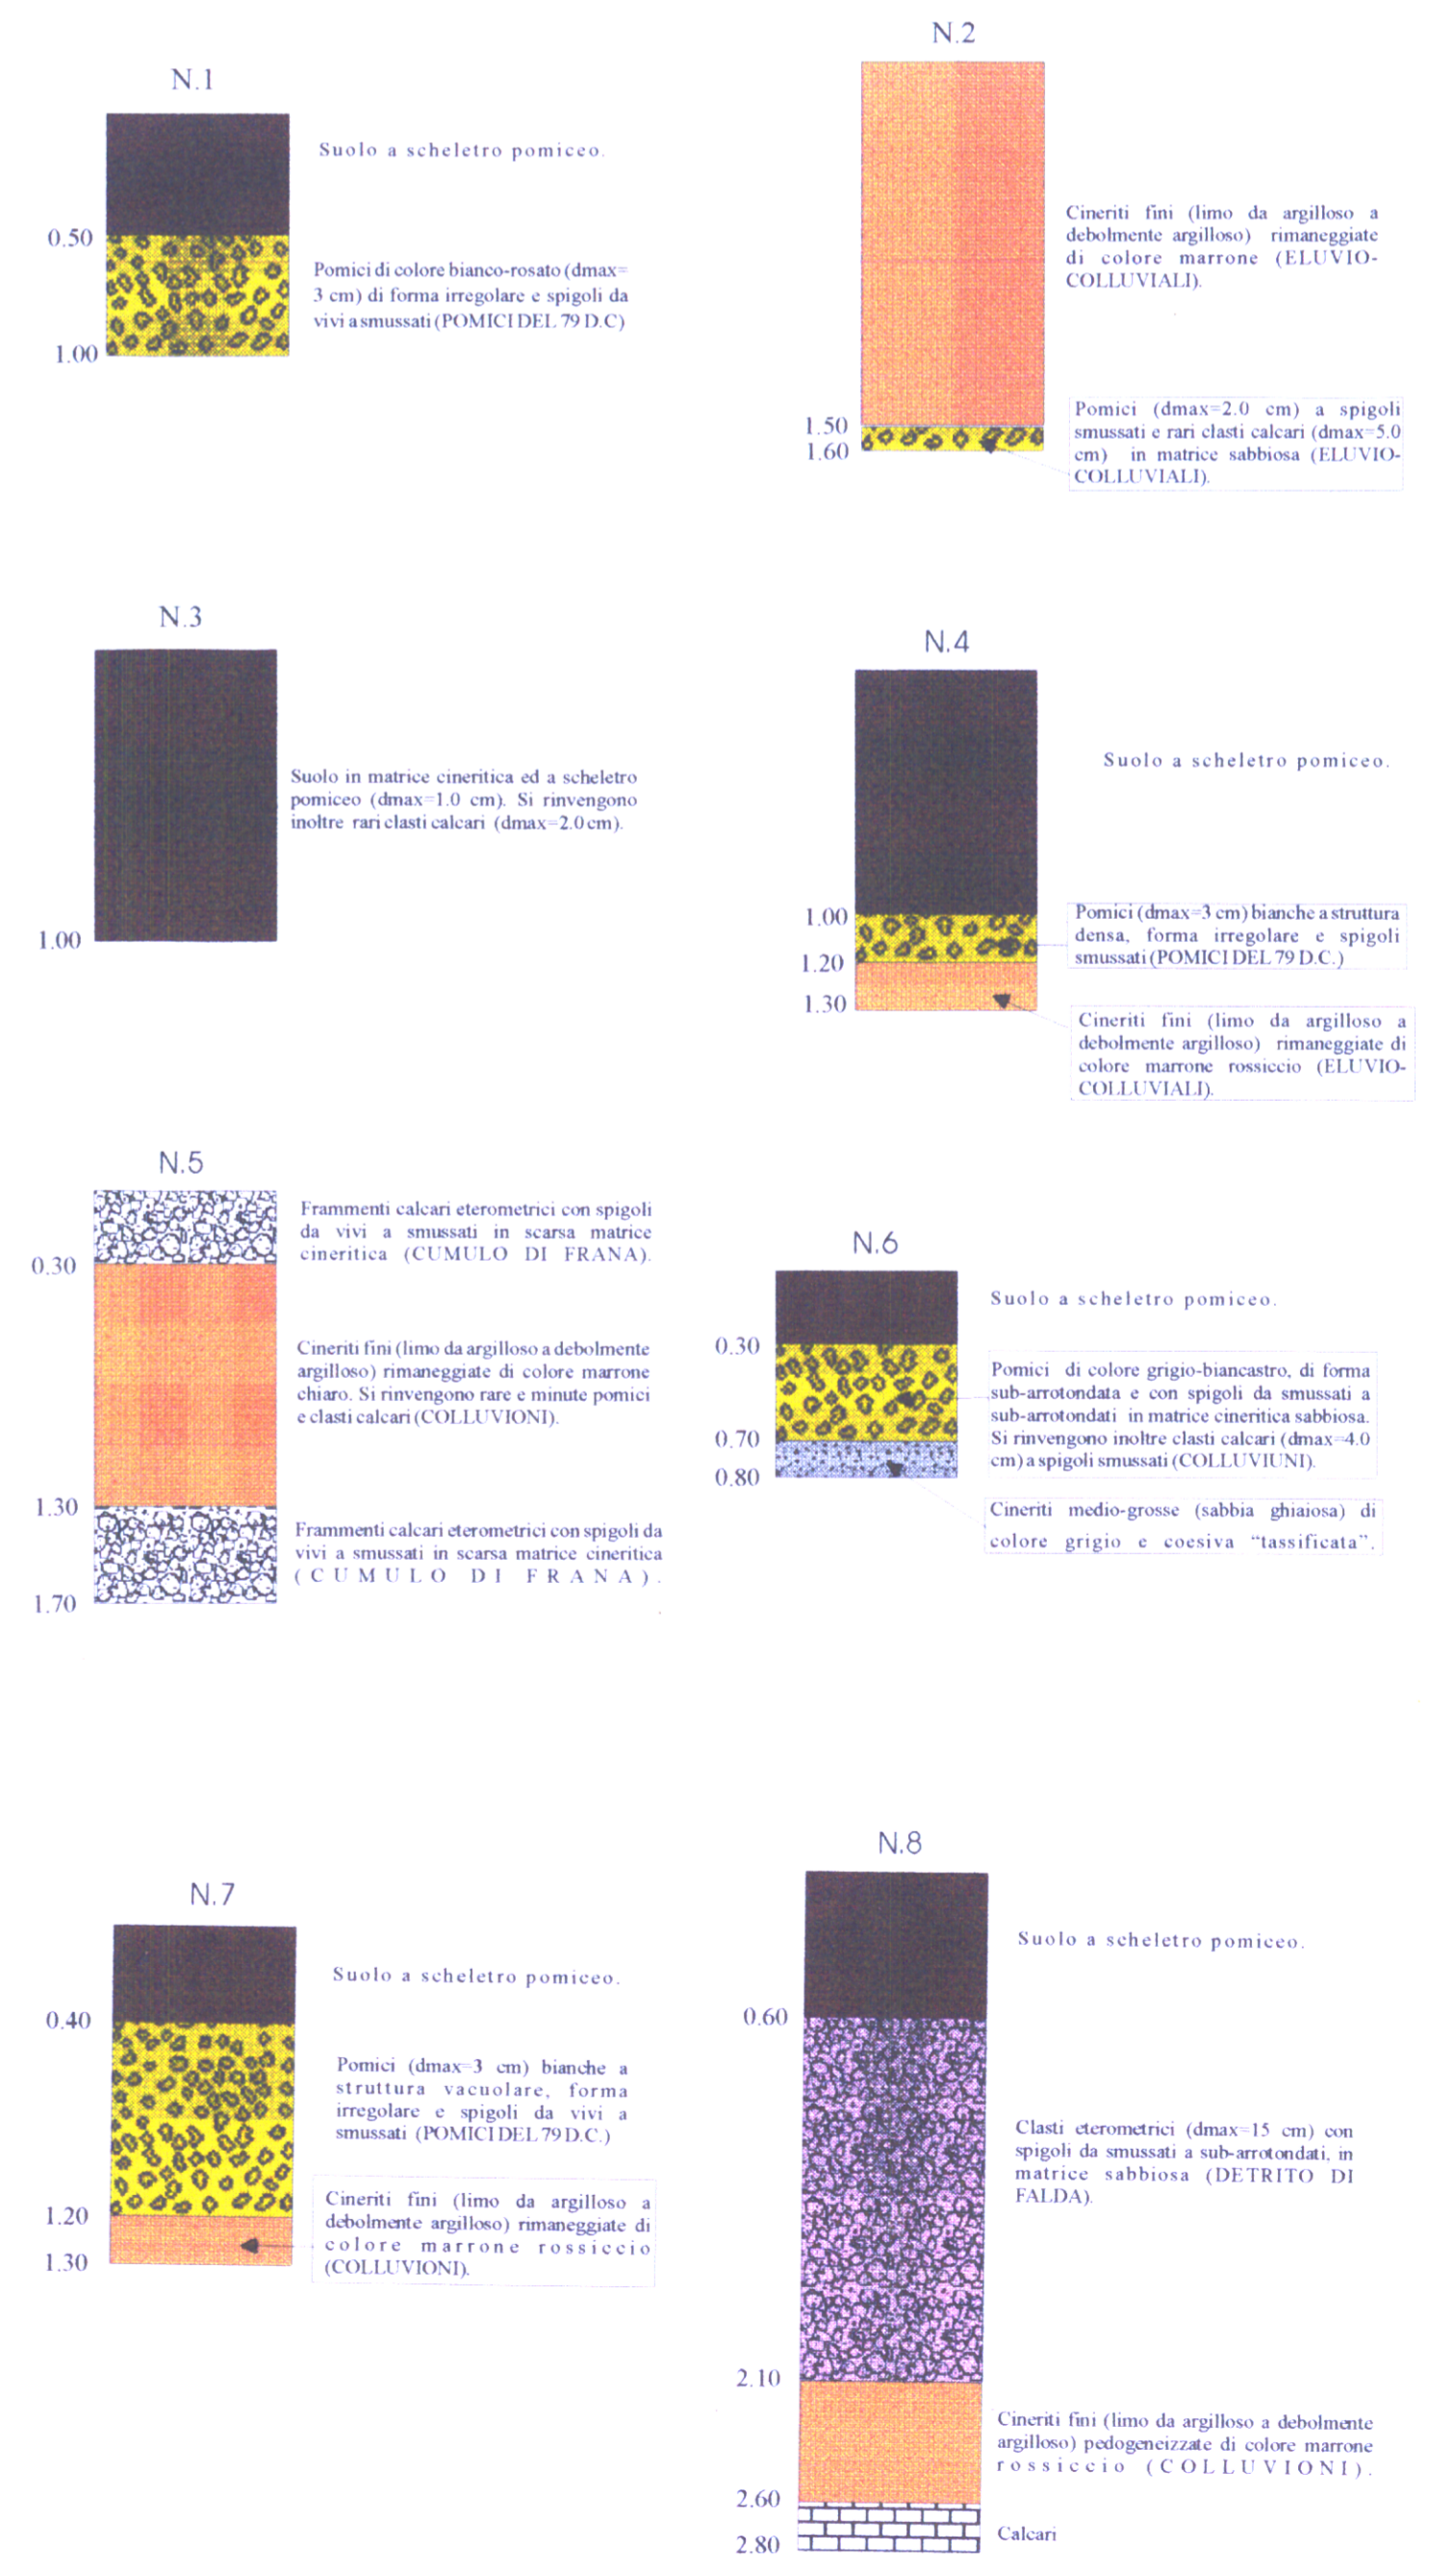 N.1
Suolo a scheletro pomiceo.
0.50
Pomici di colore bianco-rosato (dmax=
3 cm) di forma irregolare e spigoli da
vivi a smussati (POMICI DEL 79 D.C)
1.00
N.2
Cineriti fini (limo da argilloso a
debolmente argilloso) rimaneggiate
di colore marrone (ELUVIO-
COLLUVIALI).
1.50
1.60
Pomici (dmax=2.0 cm) a spigoli
smussati e rari clasti calcari (dmax=5.0
cm) in matrice sabbiosa (ELUVIO-
COLLUVIALI).
N.3
Suolo in matrice cineritica ed a scheletro
pomiceo (dmax=1.0 cm). Si rinvengono
inoltre rari clasti calcari (dmax=2.0 cm).
1.00
N.4
Suolo a scheletro pomiceo.
1.00
Pomici (dmax=3 cm) bianche a struttura
densa, forma irregolare e spigoli
smussati (POMICI DEL 79 D.C.)
1.20
1.30
Cineriti fini (limo da argilloso a
debolmente argilloso) rimaneggiate di
colore marrone rossiccio (ELUVIO-
COLLUVIALI).
N.5
Frammenti calcari eterometrici con spigoli
da vivi a smussati in scarsa matrice
cineritica (CUMULO DI FRANA).
0.30
Cineriti fini (limo da argilloso a debolmente
argilloso) rimaneggiate di colore marrone
chiaro. Si rinvengono rare e minute pomici
e clasti calcari (COLLUVIONI).
1.30
Frammenti calcari eterometrici con spigoli da
vivi a smussati in scarsa matrice cineritica
(CUMULO DI FRANA).
1.70
N.6
Suolo a scheletro pomiceo.
0.30
Pomici di colore grigio-biancastro, di forma
sub-arrotondata e con spigoli da smussati a
sub-arrotondati in matrice cineritica sabbiosa.
Si rinvengono inoltre clasti calcari (dmax=4.0
cm) a spigoli smussati (COLLUVIUNI).
0.70
0.80
Cineriti medio-grosse (sabbia ghiaiosa) di
colore grigio e coesiva “tassificata”.
N.7
Suolo a scheletro pomiceo.
0.40
Pomici (dmax=3 cm) bianche a
struttura vacuolare, forma
irregolare e spigoli da vivi a
smussati (POMICI DEL 79 D.C.)
1.20
1.30
Cineriti fini (limo da argilloso a
debolmente argilloso) rimaneggiate di
colore marrone rossiccio
(COLLUVIONI).
N.8
Suolo a scheletro pomiceo.
0.60
Clasti eterometrici (dmax=15 cm) con
spigoli da smussati a sub-arrotondati, in
matrice sabbiosa (DETRITO DI
FALDA).
2.10
Cineriti fini (limo da argilloso a debolmente
argilloso) pedogeneizzate di colore marrone
rossiccio (COLLUVIONI).
2.60
Calcari
2.80